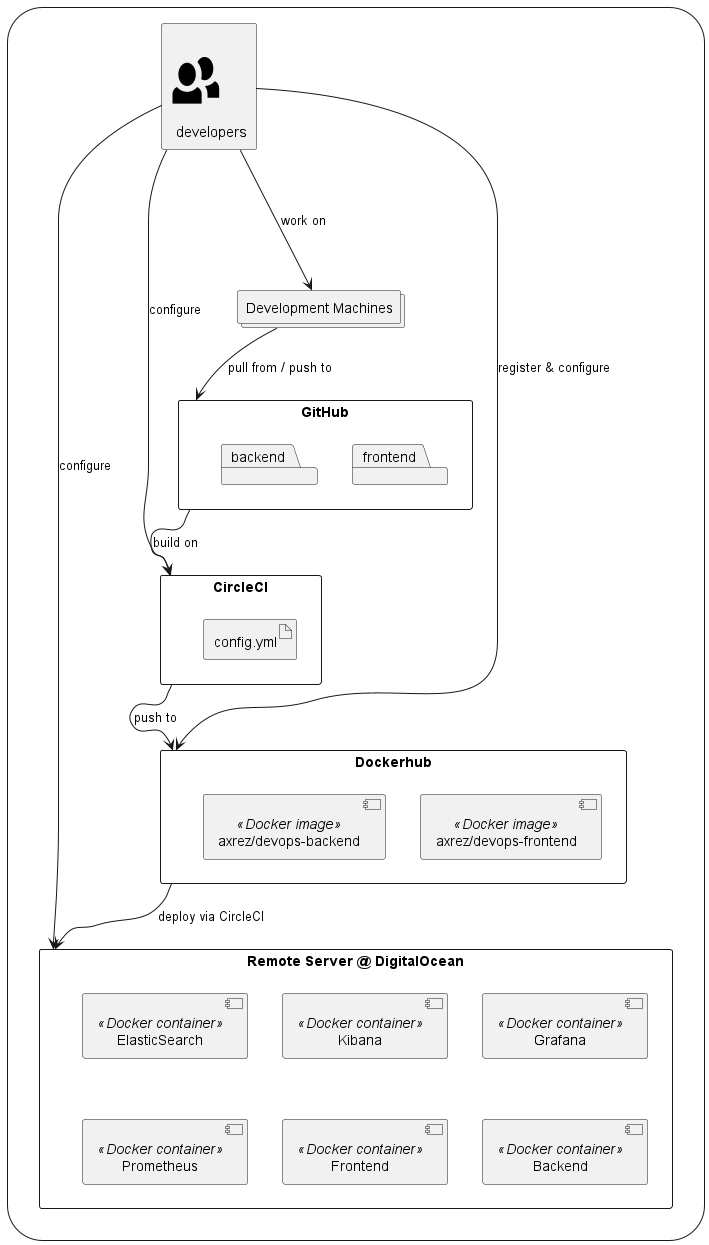 developers
work on
configure
Development Machines
pull from / push to
register & configure
GitHub
backend
frontend
configure
build on
CircleCI
config.yml
push to
Dockerhub
«Docker image»
axrez/devops-backend
«Docker image»
axrez/devops-frontend
deploy via CircleCI
Remote Server @ DigitalOcean
«Docker container»
ElasticSearch
«Docker container»
Kibana
«Docker container»
Grafana
«Docker container»
Prometheus
«Docker container»
Frontend
«Docker container»
Backend